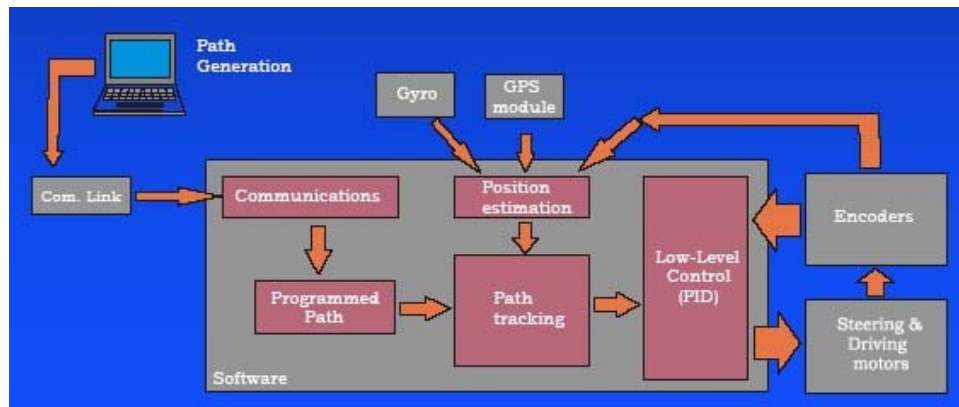 Path
Generation
Gyro
GPS
module
Com. Link
Communications
Position
estimation
Encoders
Low-Level
Control
(PID)
Programmed
Path
Path
tracking
Steering &
Driving
motors
Software